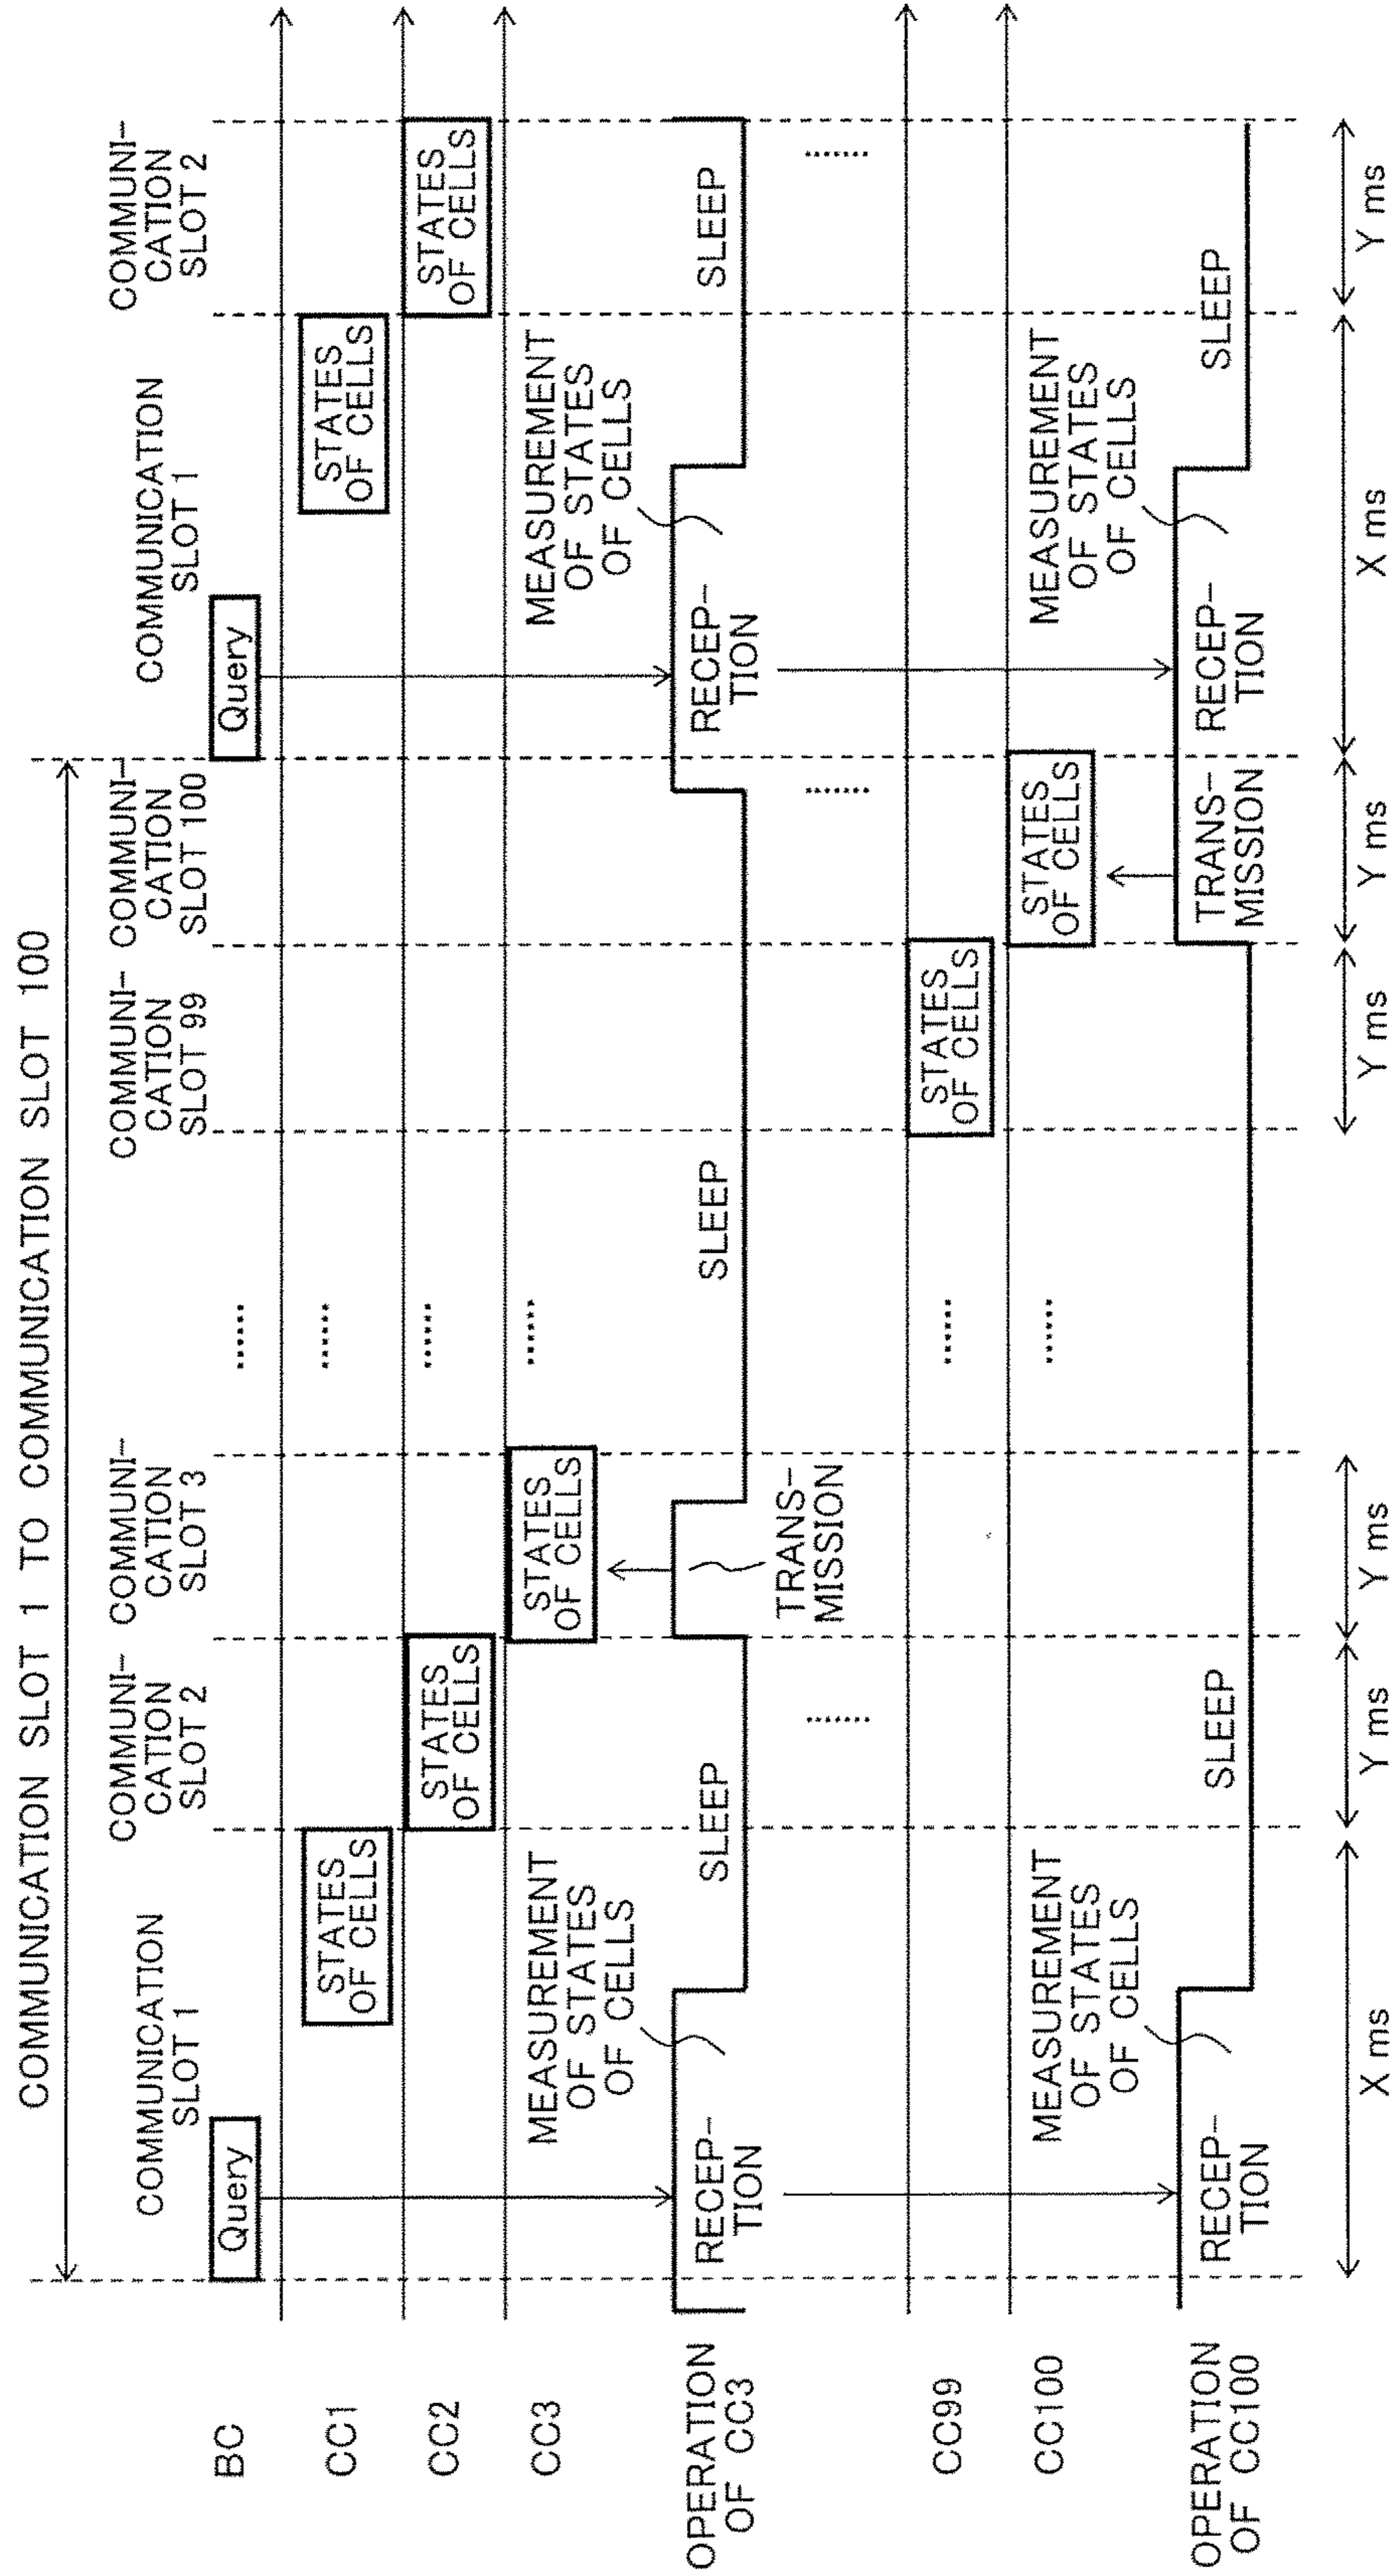 COMMUNICATION SLOT 1 TO COMMUNICATION SLOT 100
COMMUNICATION
SLOT 1
COMMUNI-
CATION
SLOT 2
COMMUNI-
CATION
SLOT 3
COMMUNI-
CATION
SLOT 99
COMMUNI-
CATION
SLOT 100
COMMUNICATION
SLOT 1
COMMUNI-
CATION
SLOT 2
BC
Query
......
Query
CC1
STATES
OF CELLS
......
STATES
OF CELLS
CC2
STATES
OF CELLS
......
STATES
OF CELLS
CC3
MEASUREMENT
OF STATES
OF CELLS
STATES
OF CELLS
......
MEASUREMENT
OF STATES
OF CELLS
OPERATION
OF CC3
RECEP-
TION
SLEEP
TRANS-
MISSION
SLEEP
RECEP-
TION
SLEEP
.......
.......
.......
CC99
......
STATES
OF CELLS
CC100
MEASUREMENT
OF STATES
OF CELLS
......
STATES
OF CELLS
MEASUREMENT
OF STATES
OF CELLS
OPERATION
OF CC100
RECEP-
TION
SLEEP
TRANS-
MISSION
RECEP-
TION
SLEEP
X ms
Y ms
Y ms
Y ms
Y ms
X ms
Y ms